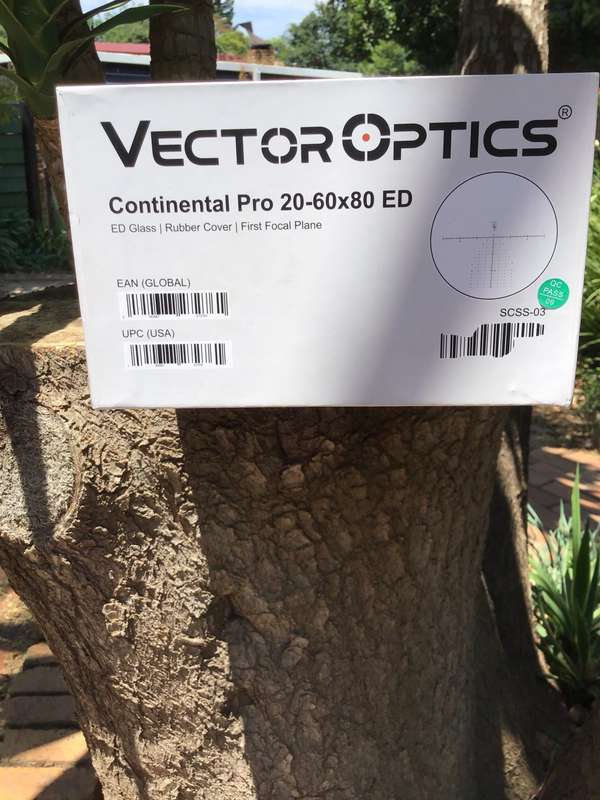 VECTOR OPTICS®
Continental Pro 20-60x80 ED
ED Glass | Rubber Cover | First Focal Plane
EAN (GLOBAL)
UPC (USA)
QC
PASS
06
SCSS-03